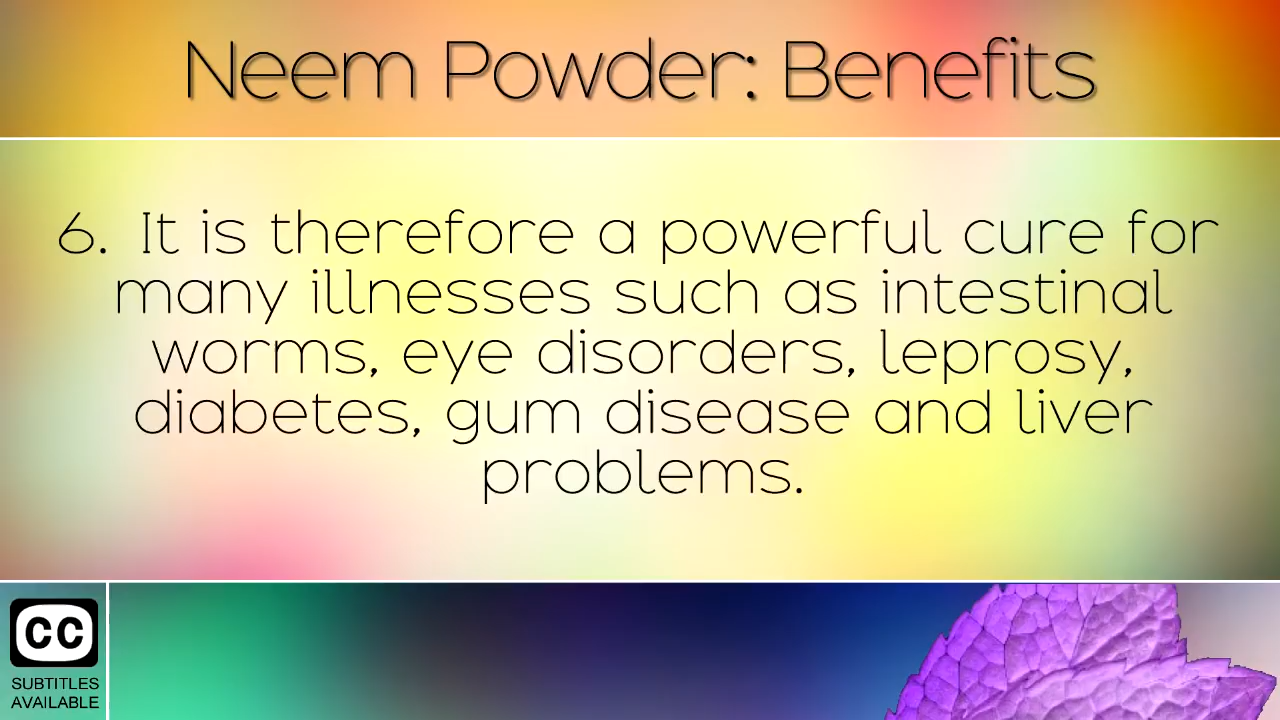 Neem Powder: Benefits
6. It is therefore a powerful cure for
many illnesses such as intestinal
worms, eye disorders, leprosy,
diabetes, gum disease and liver
problems.
CC
SUBTITLES
AVAILABLE